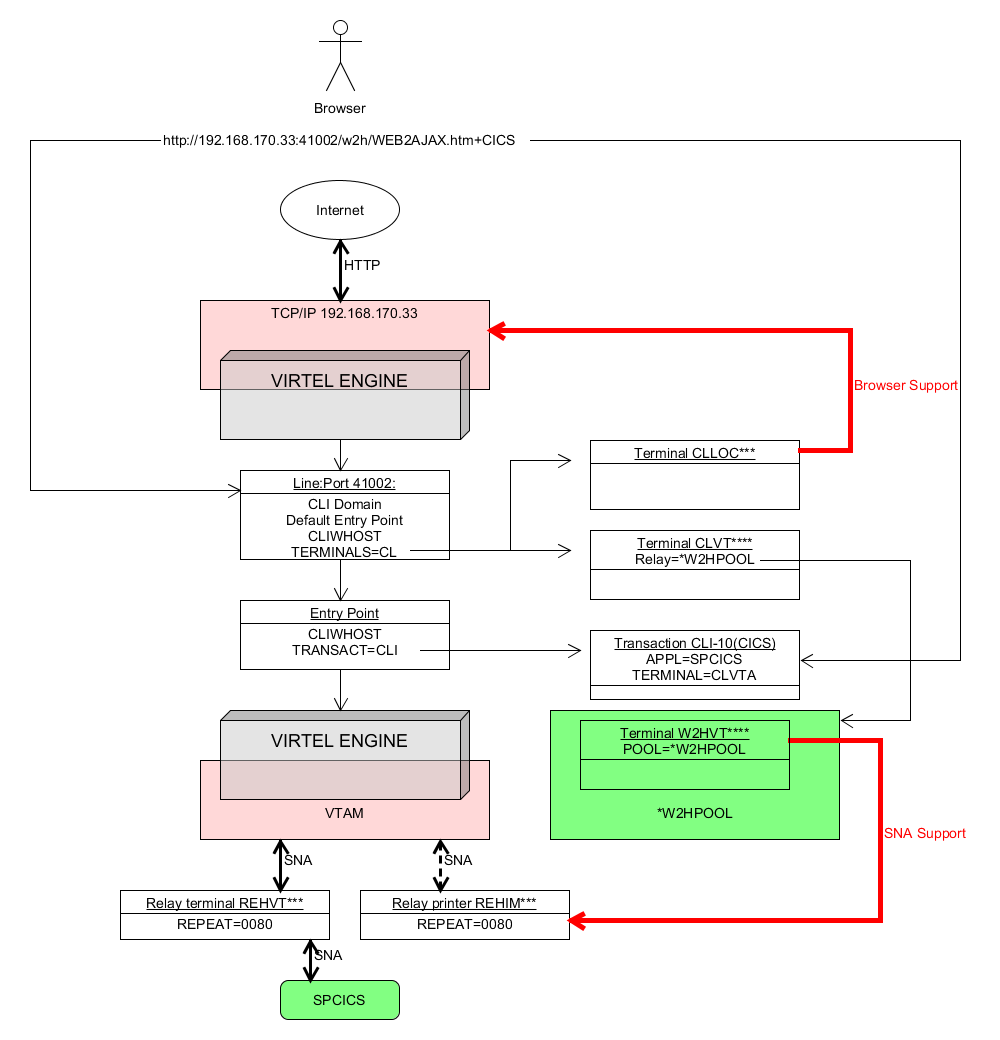 Browser
http://192.168.170.33:41002/w2h/WEB2AJAX.htm+CICS
Internet
HTTP
TCP/IP 192.168.170.33
VIRTEL ENGINE
Browser Support
Line:Port 41002:
CLI Domain
Default Entry Point
CLIWHOST
TERMINALS=CL
Terminal CLLOC***
Terminal CLVT****
Relay=*W2HPOOL
Entry Point
CLIWHOST
TRANSACT=CLI
Transaction CLI-10(CICS)
APPL=SPCICS
TERMINAL=CLVTA
VIRTEL ENGINE
VTAM
Terminal W2HVT****
POOL=*W2HPOOL
*W2HPOOL
SNA Support
SNA
SNA
Relay terminal REHVT***
REPEAT=0080
Relay printer REHIM***
REPEAT=0080
SNA
SPCICS